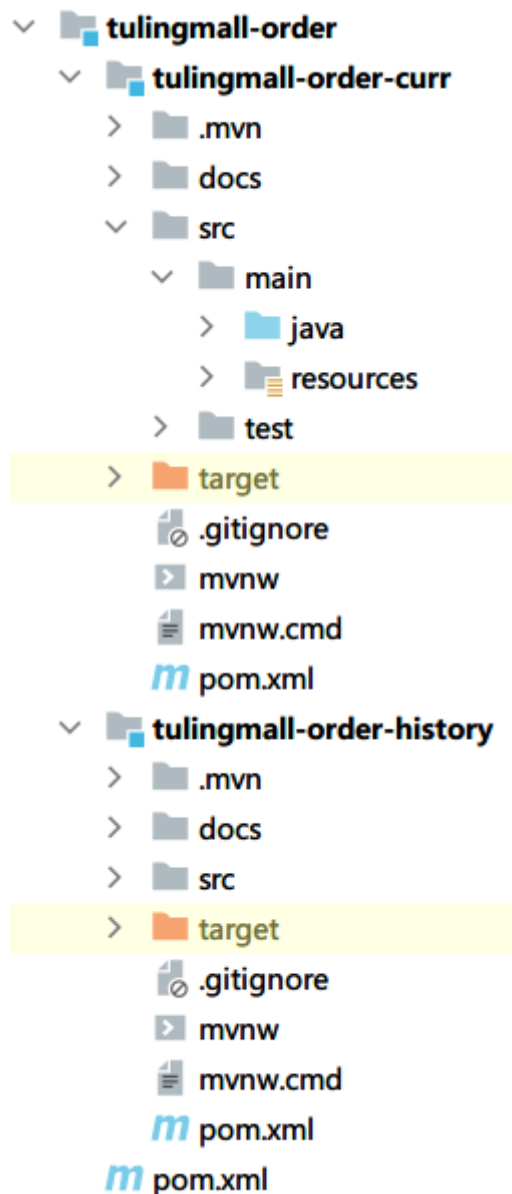 tulingmall-order
tulingmall-order-curr
.mvn
docs
src
main
java
resources
test
target
.gitignore
mvnw
mvnw.cmd
pom.xml
tulingmall-order-history
.mvn
docs
src
target
.gitignore
mvnw
mvnw.cmd
pom.xml
pom.xml